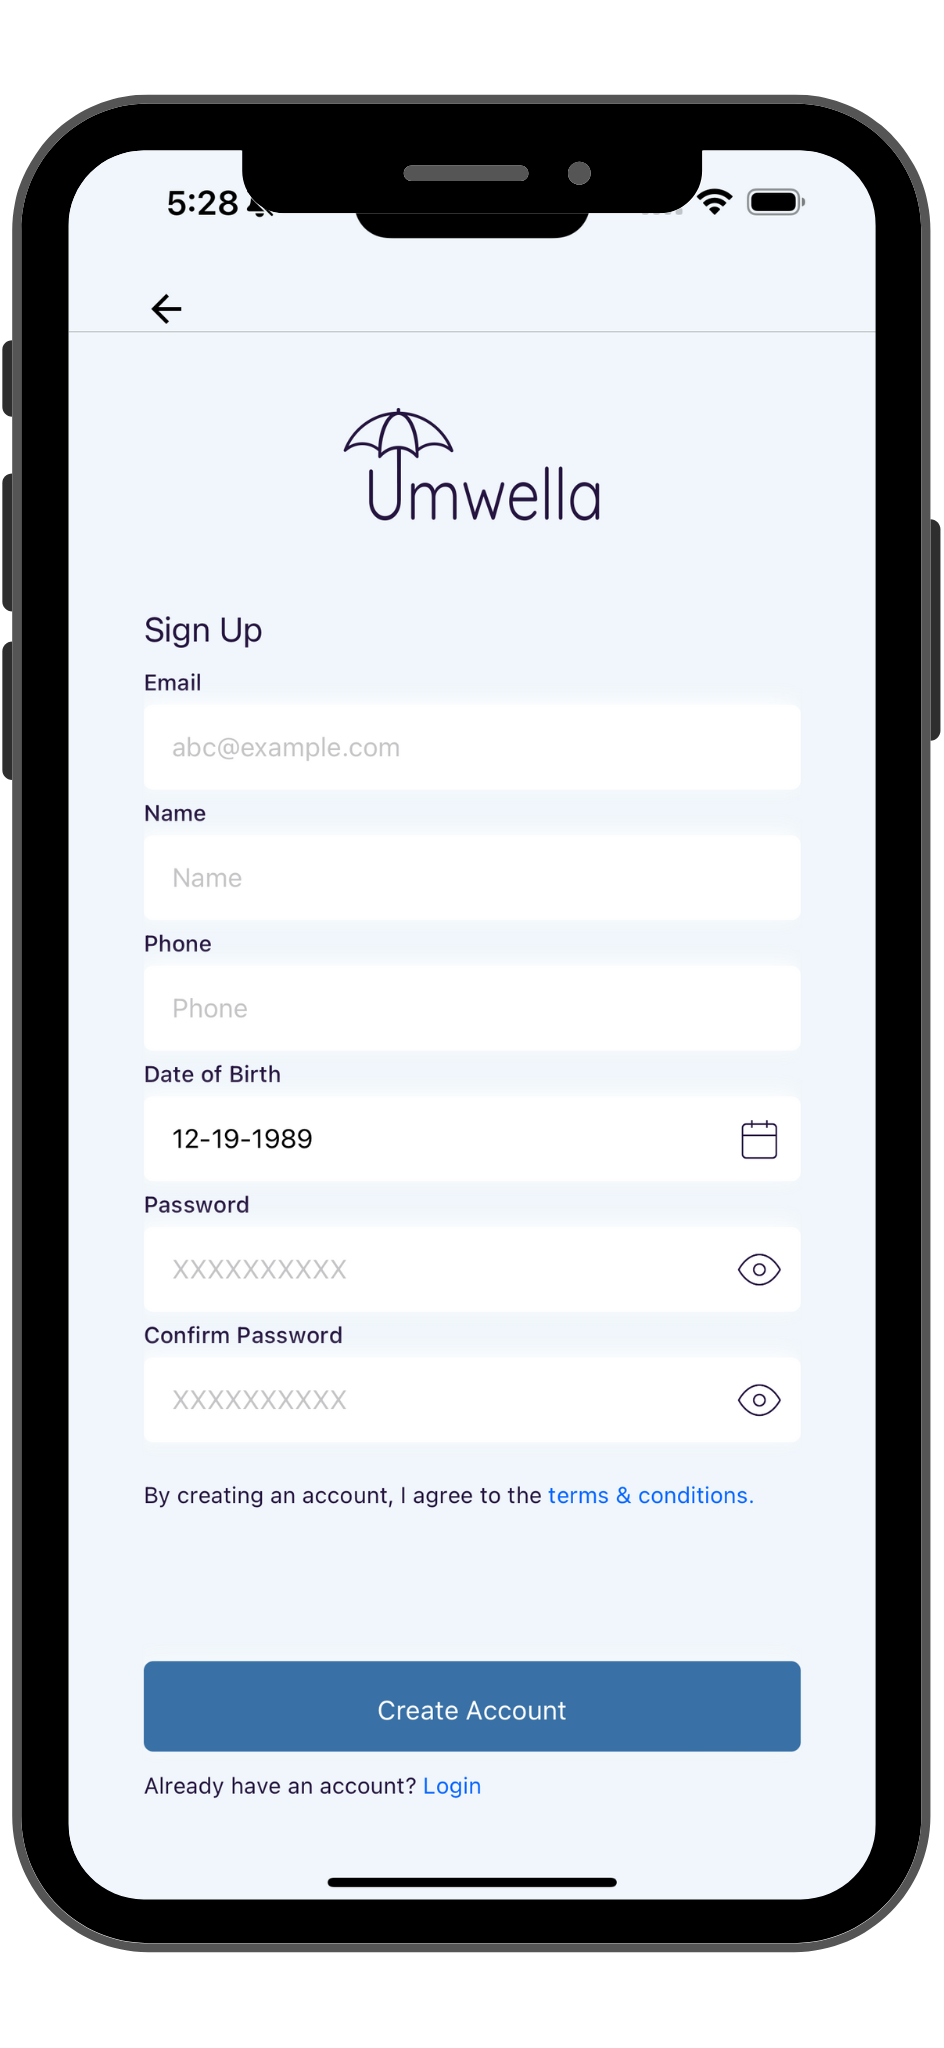 5:28
Umwella
Sign Up
Email
abc@example.com
Name
Name
Phone
Phone
Date of Birth
12-19-1989
Password
XXXXXXXXXX
Confirm Password
XXXXXXXXXX
By creating an account, I agree to the terms & conditions.
Create Account
Already have an account? Login